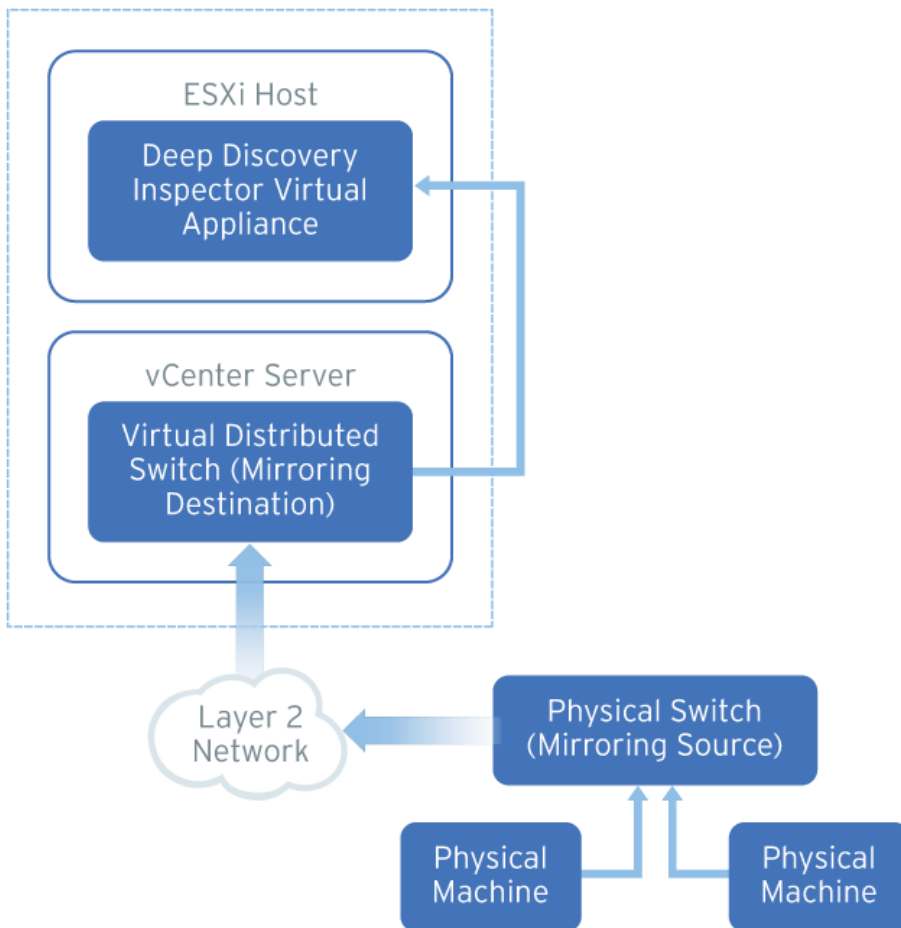 ESXi Host
Deep Discovery
Inspector Virtual
Appliance
vCenter Server
Virtual Distributed
Switch (Mirroring
Destination)
Layer 2
Network
Physical Switch
(Mirroring Source)
Physical
Machine
Physical
Machine